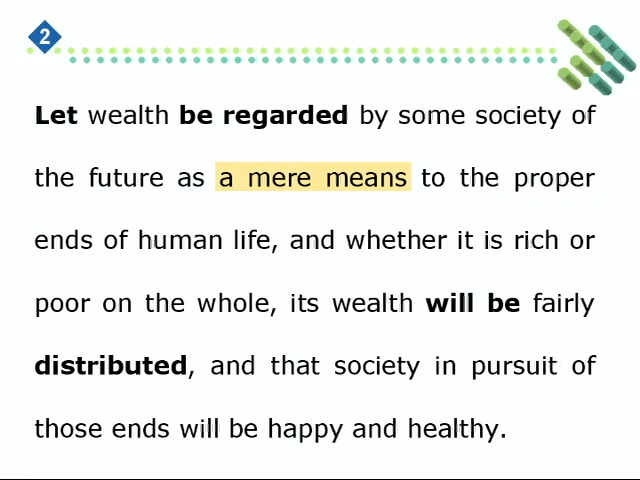 2
Let wealth be regarded by some society of
the future as a mere means to the proper
ends of human life, and whether it is rich or
poor on the whole, its wealth will be fairly
distributed, and that society in pursuit of
those ends will be happy and healthy.